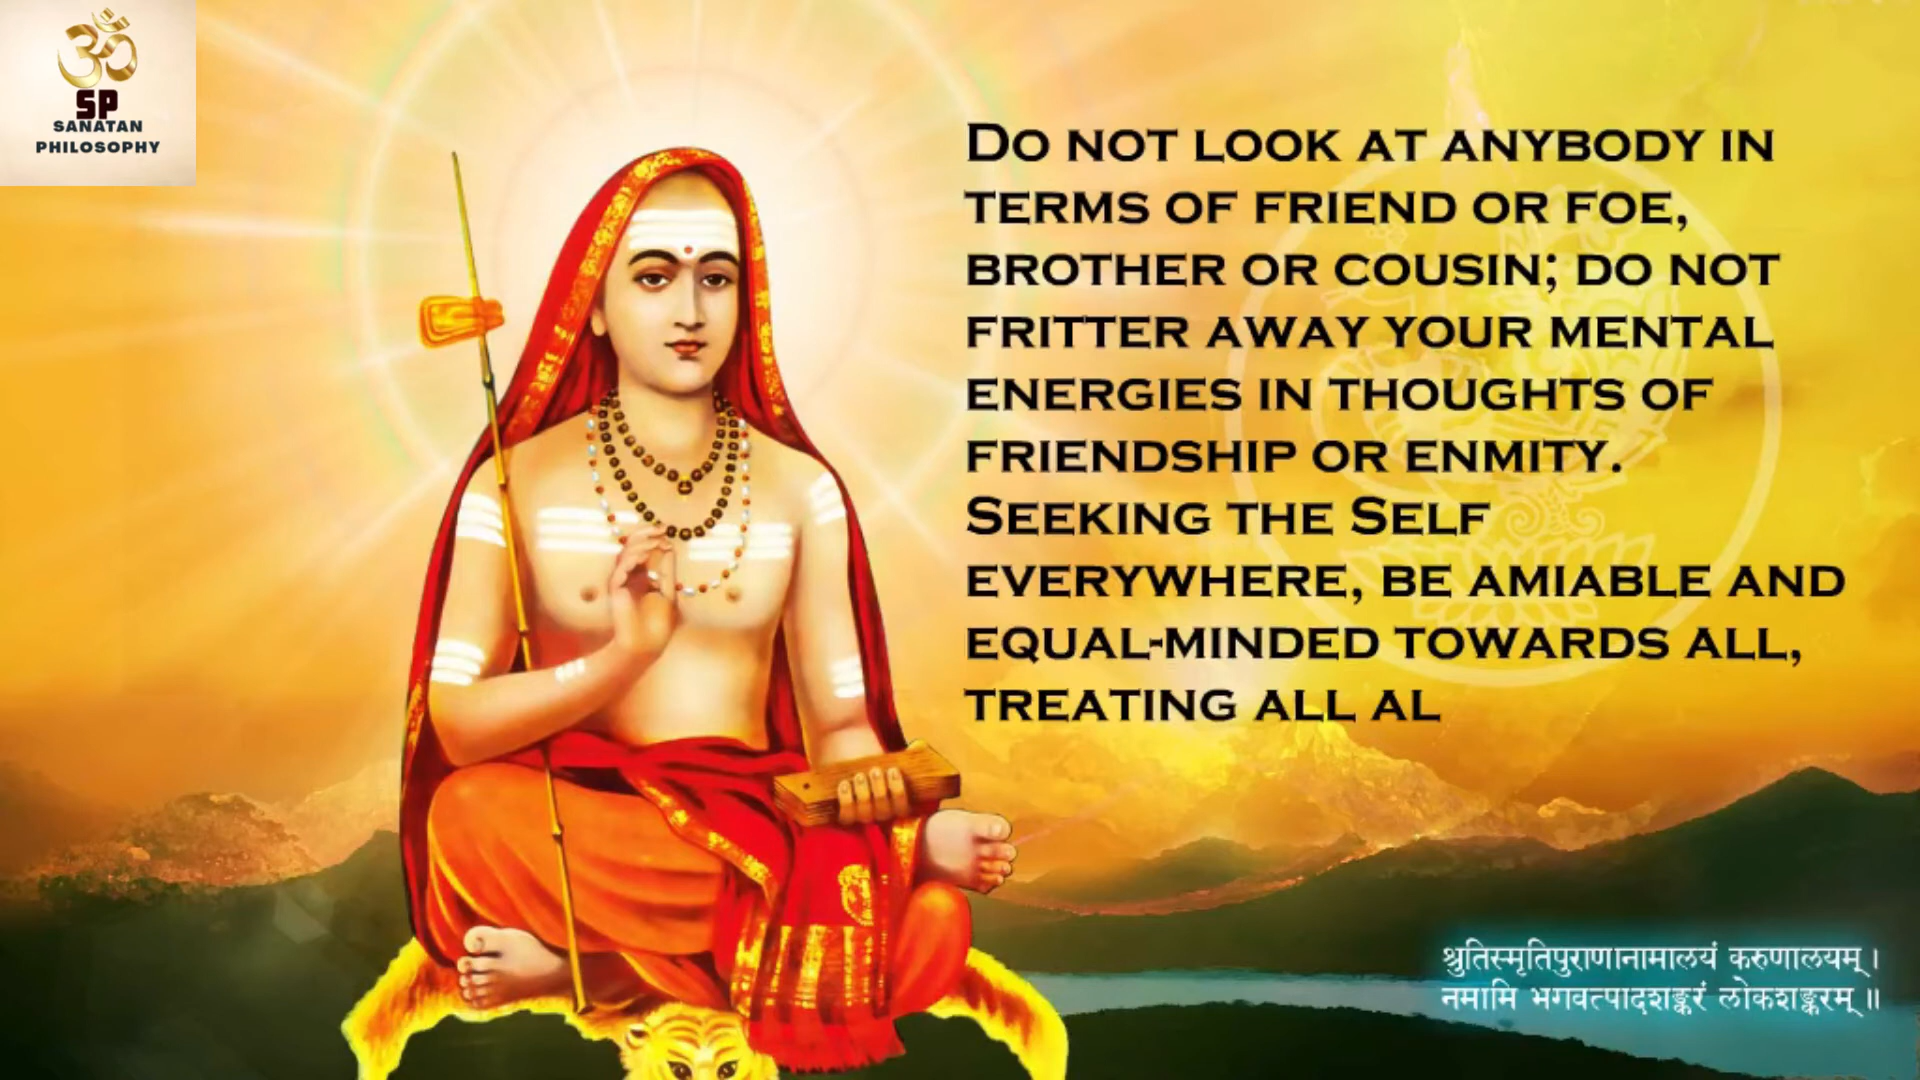 ॐ
SP
SANATAN
PHILOSOPHY
DO NOT LOOK AT ANYBODY IN
TERMS OF FRIEND OR FOE,
BROTHER OR COUSIN; DO NOT
FRITTER AWAY YOUR MENTAL
ENERGIES IN THOUGHTS OF
FRIENDSHIP OR ENMITY.
SEEKING THE SELF
EVERYWHERE, BE AMIABLE AND
EQUAL-MINDED TOWARDS ALL,
TREATING ALL AL
श्रुतिस्मृतिपुराणानामालयं करुणालयम् ।
नमामि भगवत्पादशङ्करं लोकशङ्करम् ॥